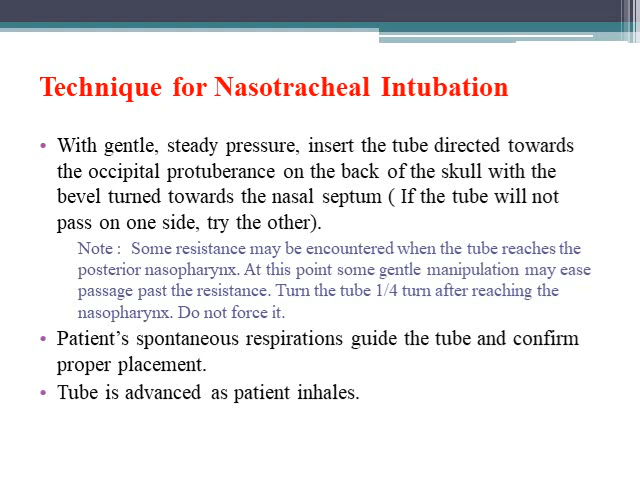 Technique for Nasotracheal Intubation
• With gentle, steady pressure, insert the tube directed towards
the occipital protuberance on the back of the skull with the
bevel turned towards the nasal septum ( If the tube will not
pass on one side, try the other).
Note : Some resistance may be encountered when the tube reaches the
posterior nasopharynx. At this point some gentle manipulation may ease
passage past the resistance. Turn the tube 1/4 turn after reaching the
nasopharynx. Do not force it.
• Patient’s spontaneous respirations guide the tube and confirm
proper placement.
• Tube is advanced as patient inhales.